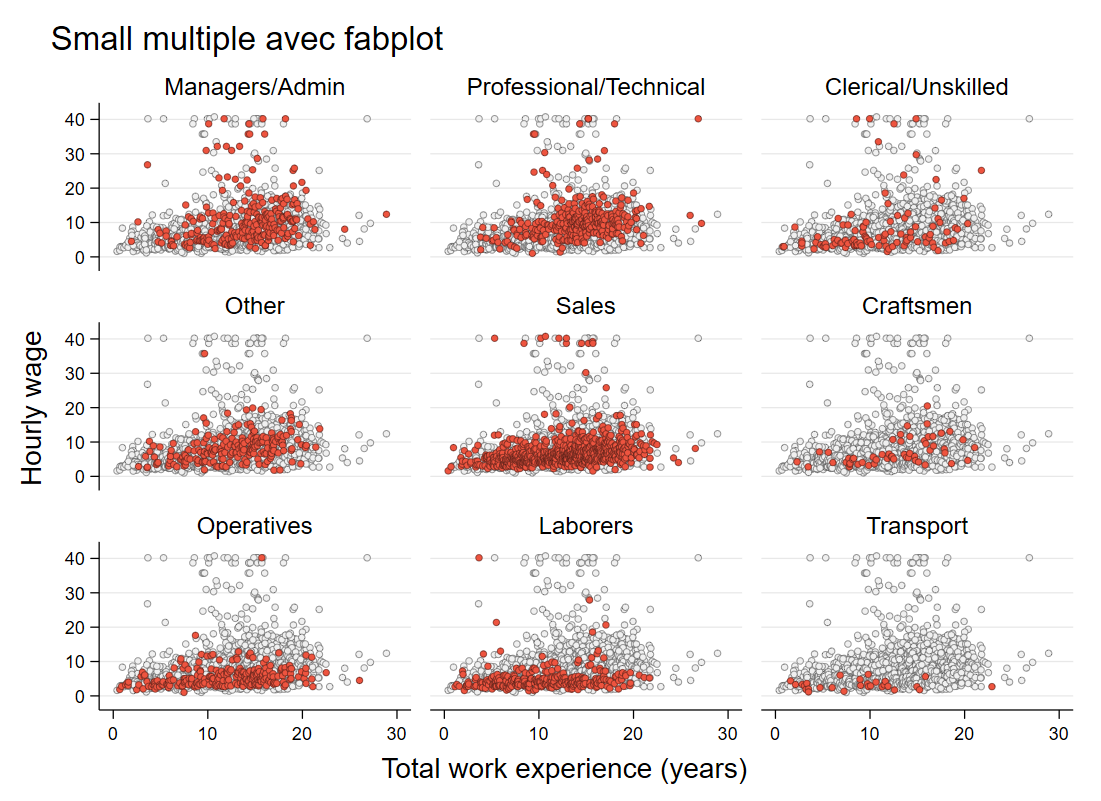 Small multiple avec fabplot
Managers/Admin
Professional/Technical
Clerical/Unskilled
40
30
20
10
0
Other
Sales
Craftsmen
40
30
20
10
0
Hourly wage
Operatives
Laborers
Transport
40
30
20
10
0
0 10 20 30
0 10 20 30
0 10 20 30
Total work experience (years)